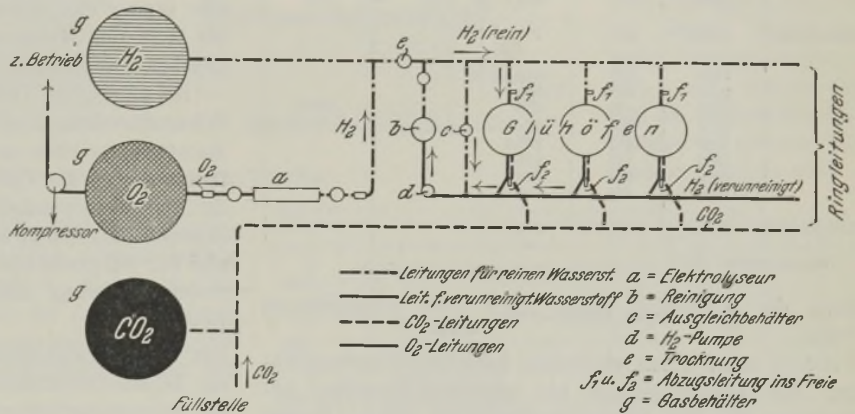 g
H₂
z. Betrieb
g
O₂
O₂
a
Kompressor
g
CO₂
CO₂
Füllstelle
H₂
e
H₂ (rein)
b
c
d
f₁
f₁
f₁
Glühöfen
f₂
f₂
f₂
H₂ (verunreinigt)
CO₂
Ringleitungen
Leitungen für reinen Wasserst.
Leit. f. verunreinigt. Wasserstoff
CO₂-Leitungen
O₂-Leitungen
a = Elektrolyseur
b = Reinigung
c = Ausgleichbehälter
d = H₂-Pumpe
e = Trocknung
f₁ u. f₂ = Abzugsleitung ins Freie
g = Gasbehälter